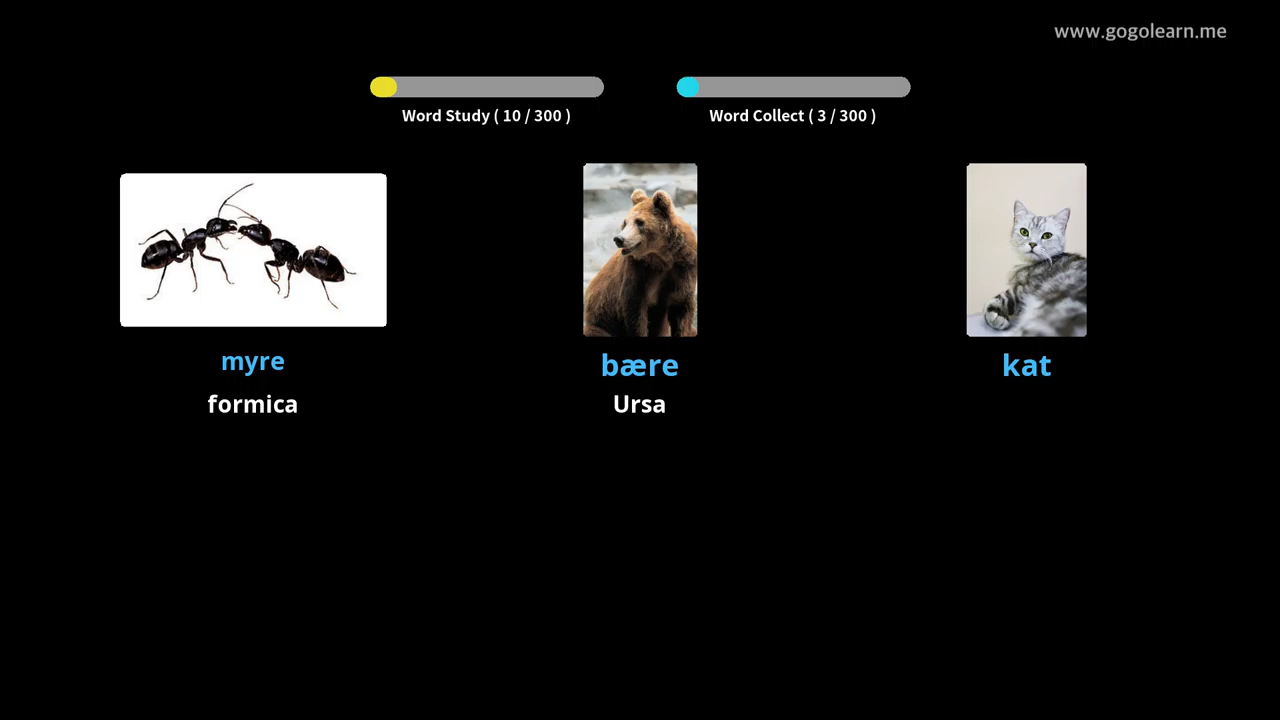 www.gogolearn.me
Word Study ( 10 / 300 )
Word Collect ( 3 / 300 )
myre
bære
kat
formica
Ursa